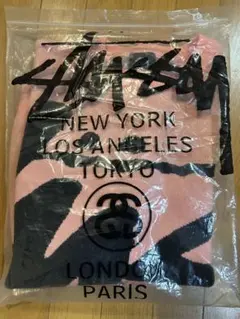 STUSSY
NEW YORK
LOS ANGELES
TOKYO
LONDON
PARIS